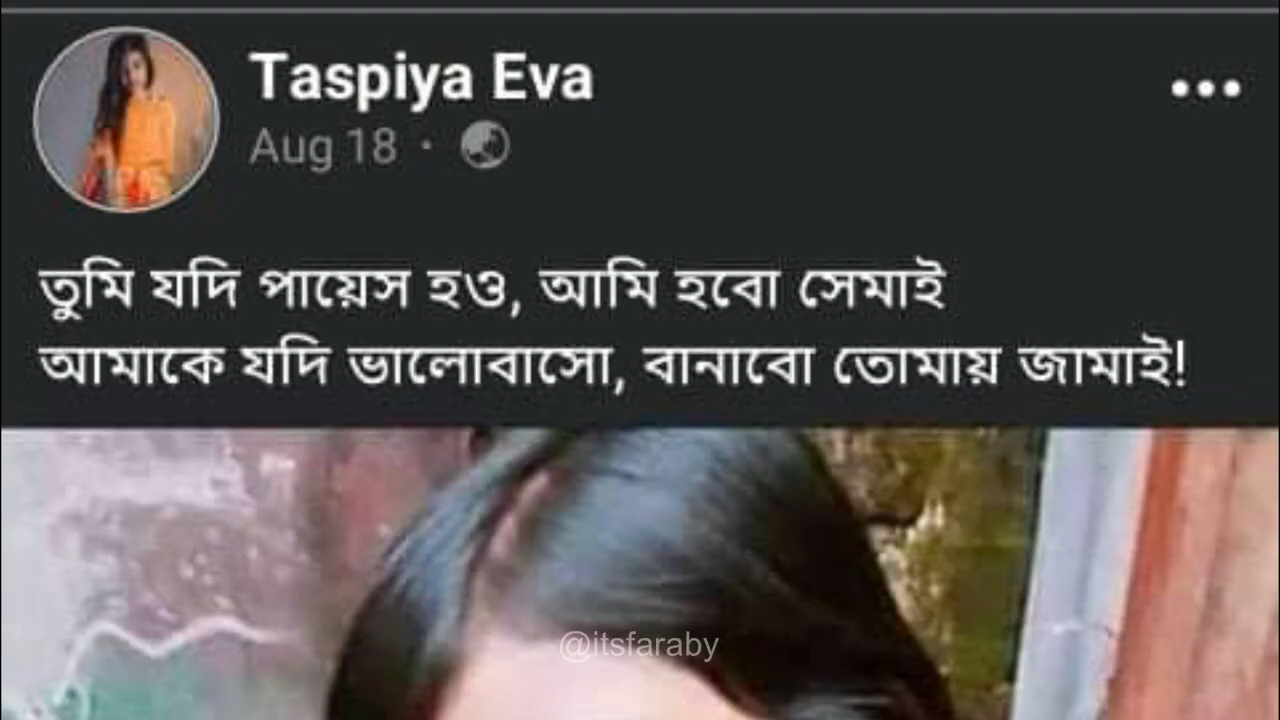 Taspiya Eva
Aug 18 ·
তুমি যদি পায়েস হও, আমি হবো সেমাই
আমাকে যদি ভালোবাসো, বানাবো তোমায় জামাই!
@itsfaraby